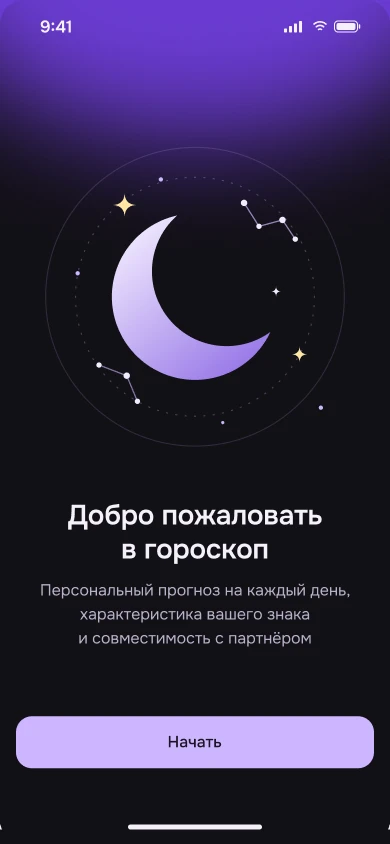 9:41
Добро пожаловать
в гороскоп
Персональный прогноз на каждый день,
характеристика вашего знака
и совместимость с партнёром
Начать